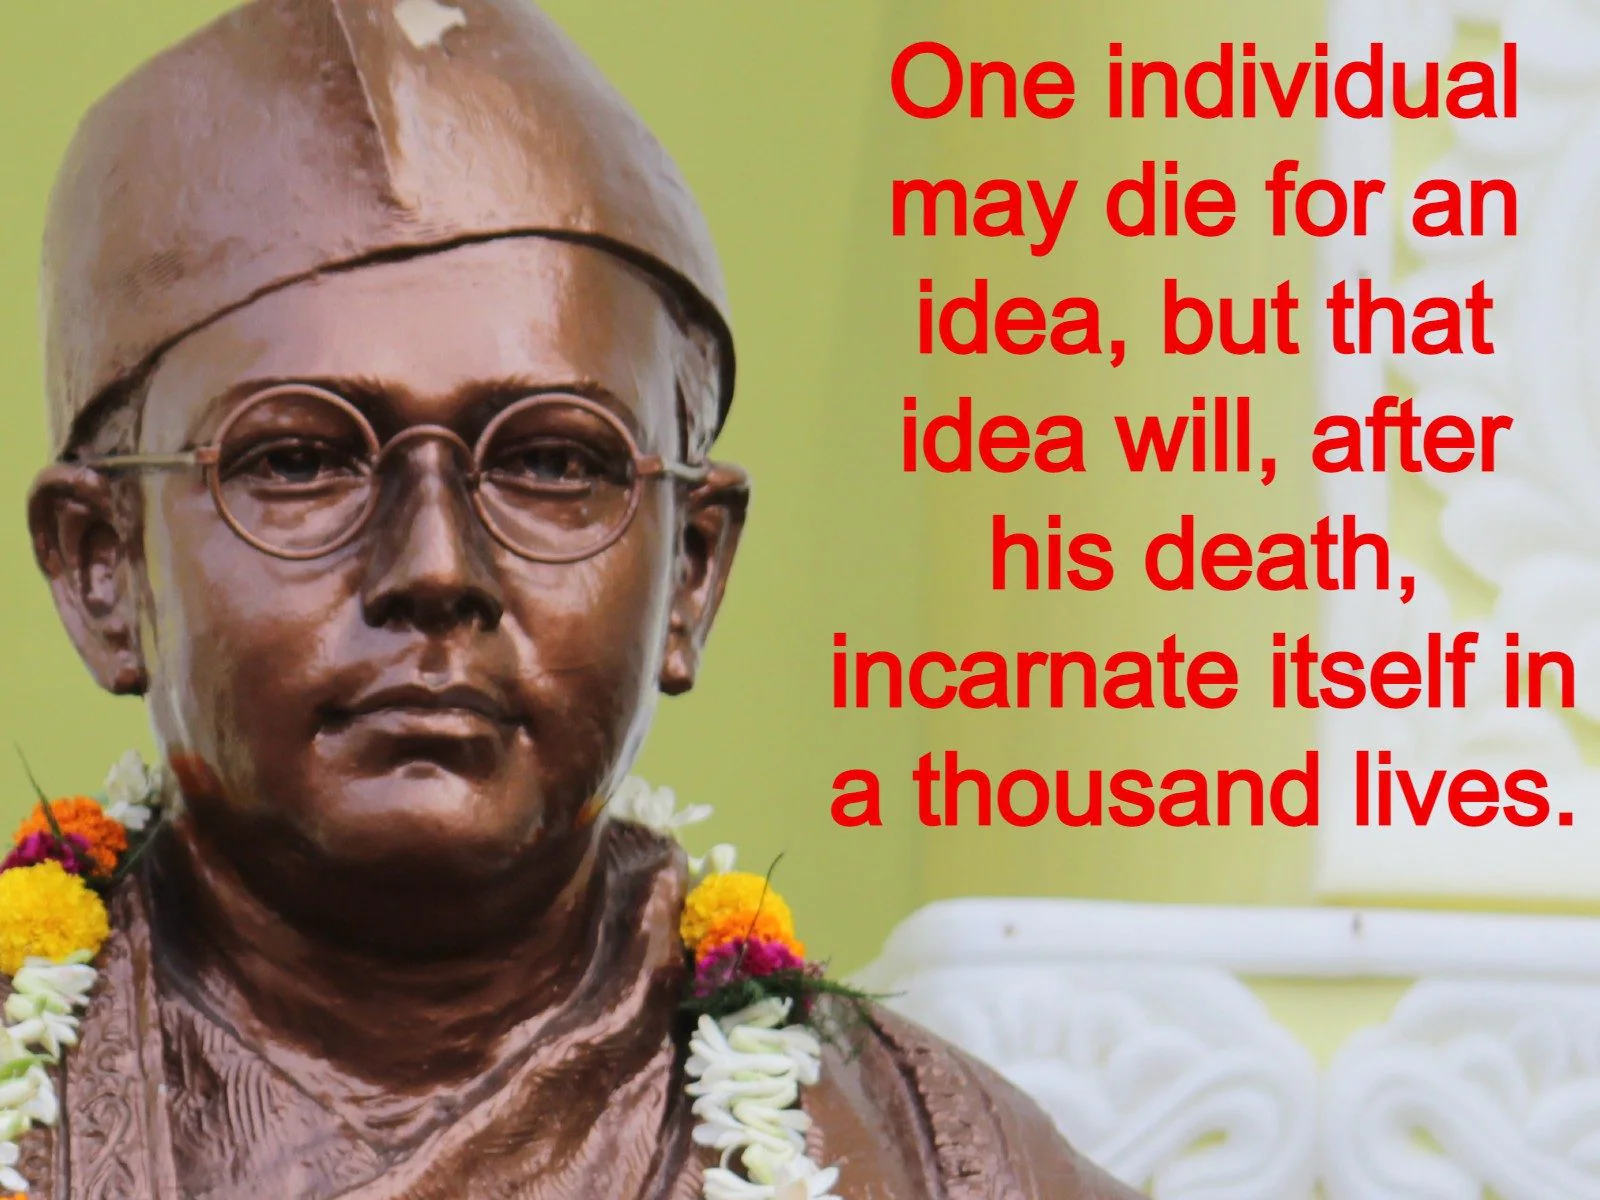 One individual
may die for an
idea, but that
idea will, after
his death,
incarnate itself in
a thousand lives.